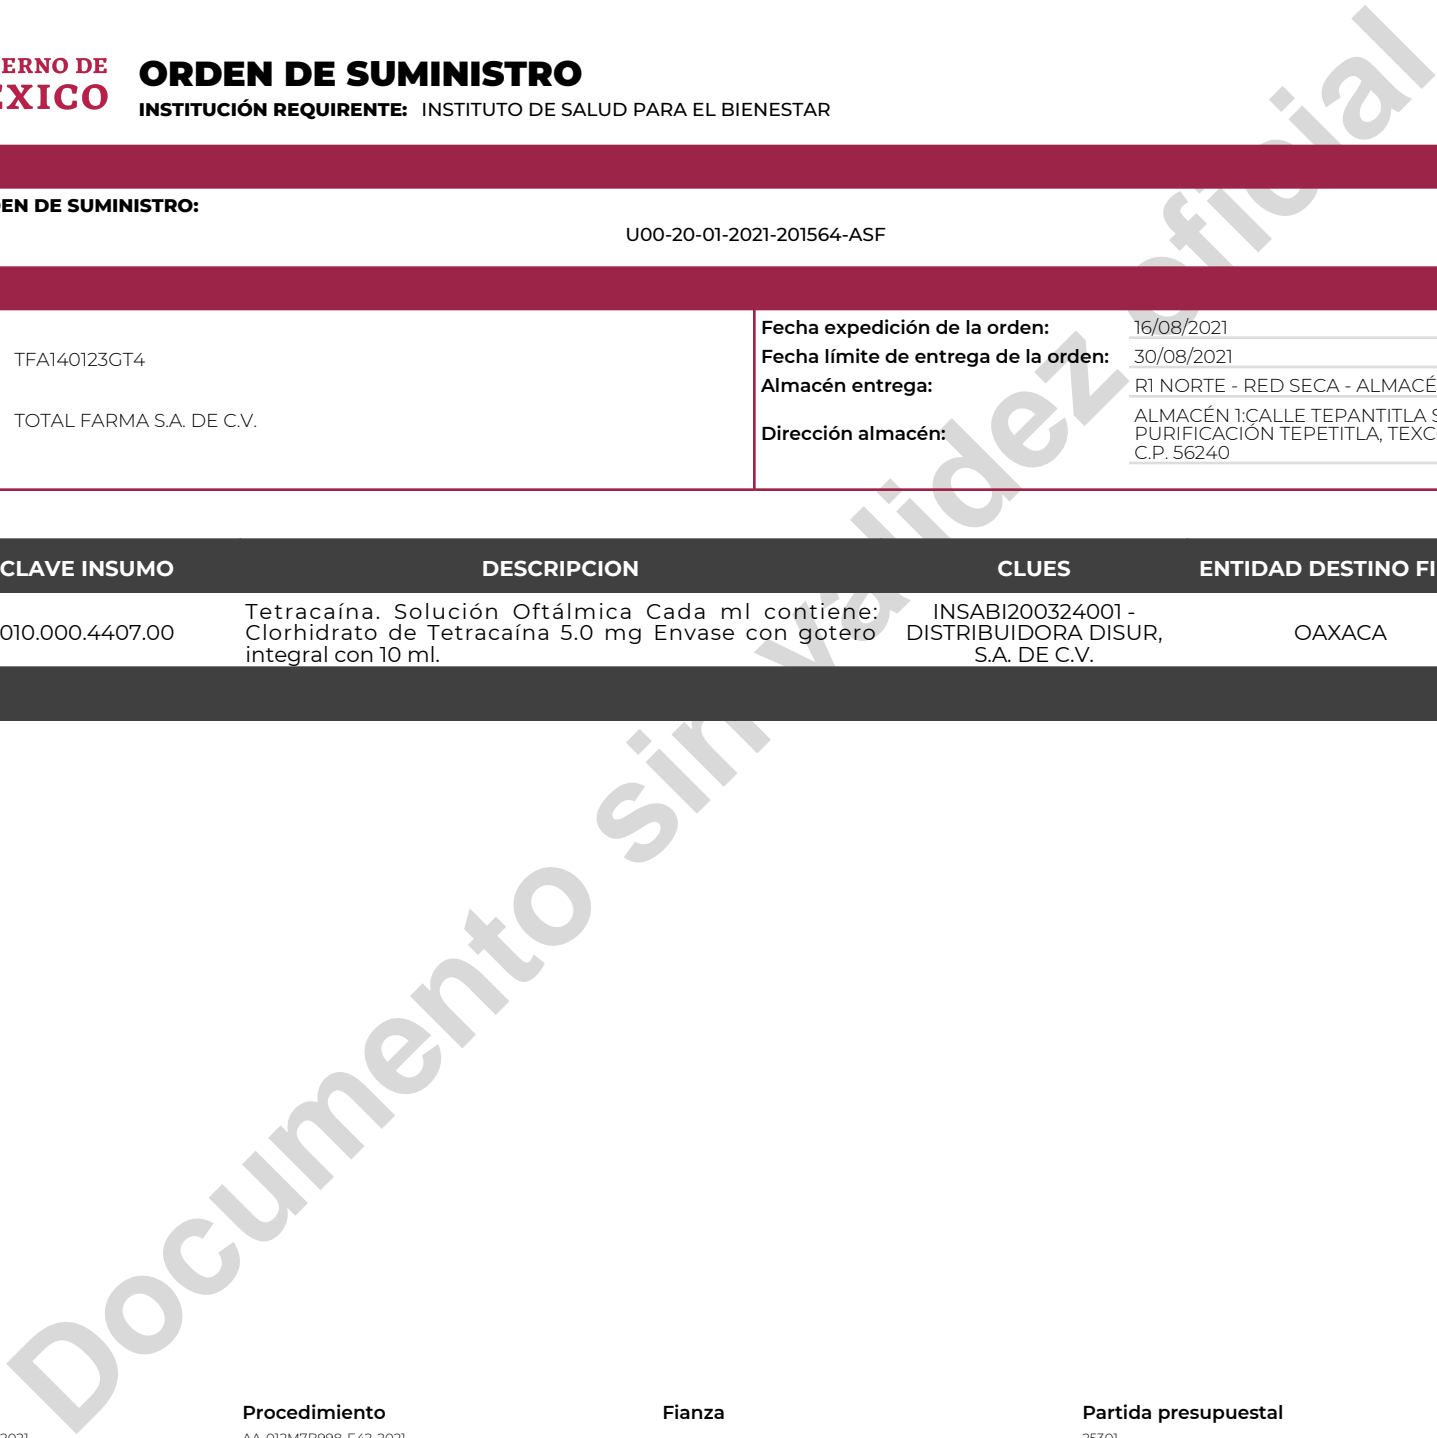 ERNO DE
EXICO
ORDEN DE SUMINISTRO
INSTITUCIÓN REQUIRENTE: INSTITUTO DE SALUD PARA EL BIENESTAR
EN DE SUMINISTRO:
U00-20-01-2021-201564-ASF
TFA140123GT4
TOTAL FARMA S.A. DE C.V.
Fecha expedición de la orden: 16/08/2021
Fecha límite de entrega de la orden: 30/08/2021
Almacén entrega: R1 NORTE - RED SECA - ALMACÉ
Dirección almacén:
ALMACÉN 1:CALLE TEPANTITLA S
PURIFICACIÓN TEPETITLA, TEXC
C.P. 56240
CLAVE INSUMO DESCRIPCION CLUES ENTIDAD DESTINO FI
010.000.4407.00
Tetracaína. Solución Oftálmica Cada ml contiene:
Clorhidrato de Tetracaína 5.0 mg Envase con gotero
integral con 10 ml.
INSABI200324001 -
DISTRIBUIDORA DISUR,
S.A. DE C.V.
OAXACA
Documento sin validez oficial
Procedimiento Fianza Partida presupuestal